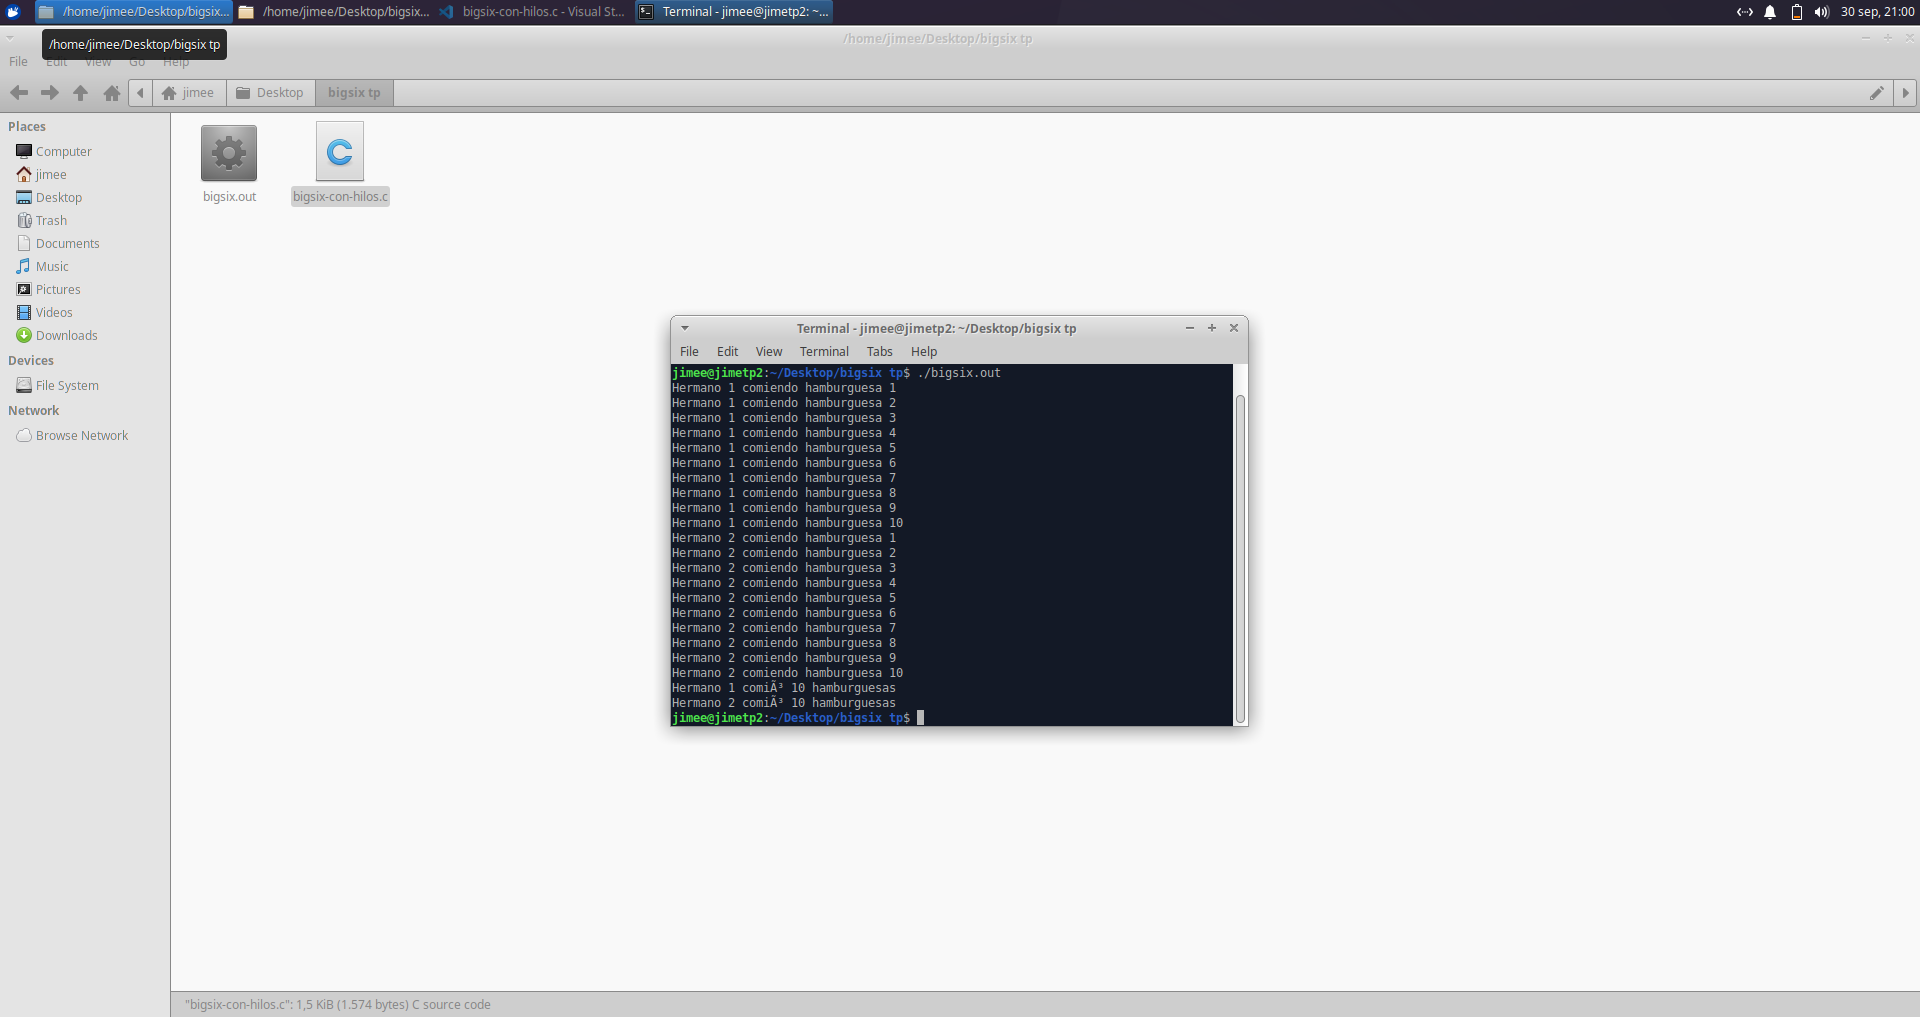 /home/jimee/Desktop/bigsix...
/home/jimee/Desktop/bigsix...
bigsix-con-hilos.c - Visual St...
Terminal - jimee@jimetp2: ~...
30 sep, 21:00
/home/jimee/Desktop/bigsix tp
/home/jimee/Desktop/bigsix tp
File Edit View Go Help
jimee
Desktop
bigsix tp
Places
Computer
jimee
Desktop
Trash
Documents
Music
Pictures
Videos
Downloads
Devices
File System
Network
Browse Network
bigsix.out
bigsix-con-hilos.c
Terminal - jimee@jimetp2: ~/Desktop/bigsix tp
File Edit View Terminal Tabs Help
jimee@jimetp2:~/Desktop/bigsix tp$ ./bigsix.out
Hermano 1 comiendo hamburguesa 1
Hermano 1 comiendo hamburguesa 2
Hermano 1 comiendo hamburguesa 3
Hermano 1 comiendo hamburguesa 4
Hermano 1 comiendo hamburguesa 5
Hermano 1 comiendo hamburguesa 6
Hermano 1 comiendo hamburguesa 7
Hermano 1 comiendo hamburguesa 8
Hermano 1 comiendo hamburguesa 9
Hermano 1 comiendo hamburguesa 10
Hermano 2 comiendo hamburguesa 1
Hermano 2 comiendo hamburguesa 2
Hermano 2 comiendo hamburguesa 3
Hermano 2 comiendo hamburguesa 4
Hermano 2 comiendo hamburguesa 5
Hermano 2 comiendo hamburguesa 6
Hermano 2 comiendo hamburguesa 7
Hermano 2 comiendo hamburguesa 8
Hermano 2 comiendo hamburguesa 9
Hermano 2 comiendo hamburguesa 10
Hermano 1 comiÃ³ 10 hamburguesas
Hermano 2 comiÃ³ 10 hamburguesas
jimee@jimetp2:~/Desktop/bigsix tp$
"bigsix-con-hilos.c": 1,5 KiB (1.574 bytes) C source code